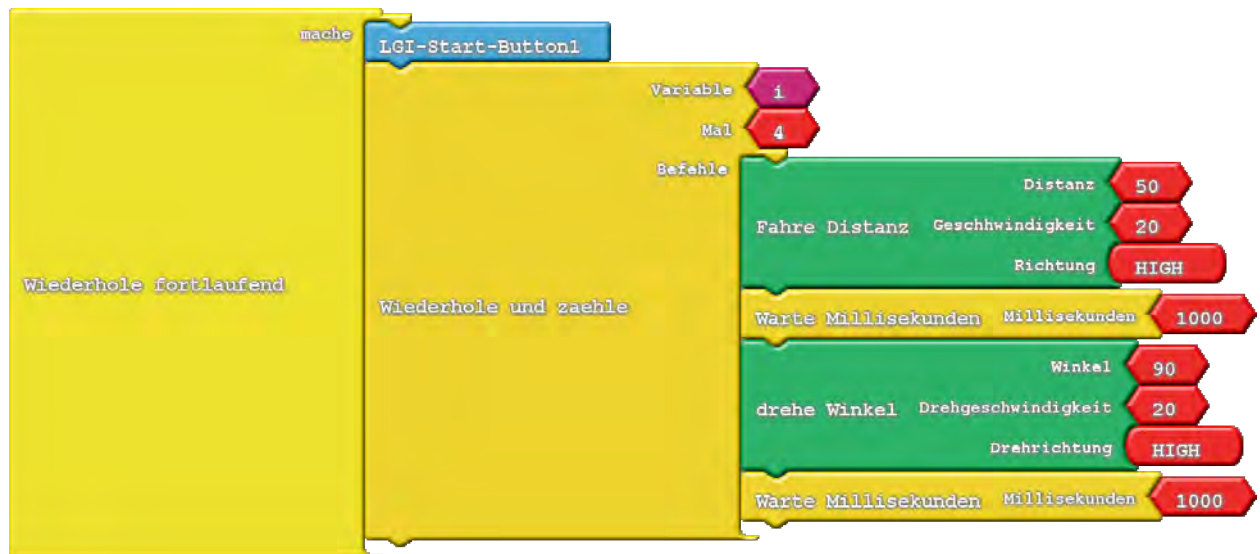 mache
LGI-Start-Button1
Variable i
Mal 4
Befehle
Distanz 50
Fahre Distanz Geschhwindigkeit 20
Richtung HIGH
Wiederhole fortlaufend
Wiederhole und zaehle
Warte Millisekunden Millisekunden 1000
Winkel 90
drehe Winkel Drehgeschwindigkeit 20
Drehrichtung HIGH
Warte Millisekunden Millisekunden 1000